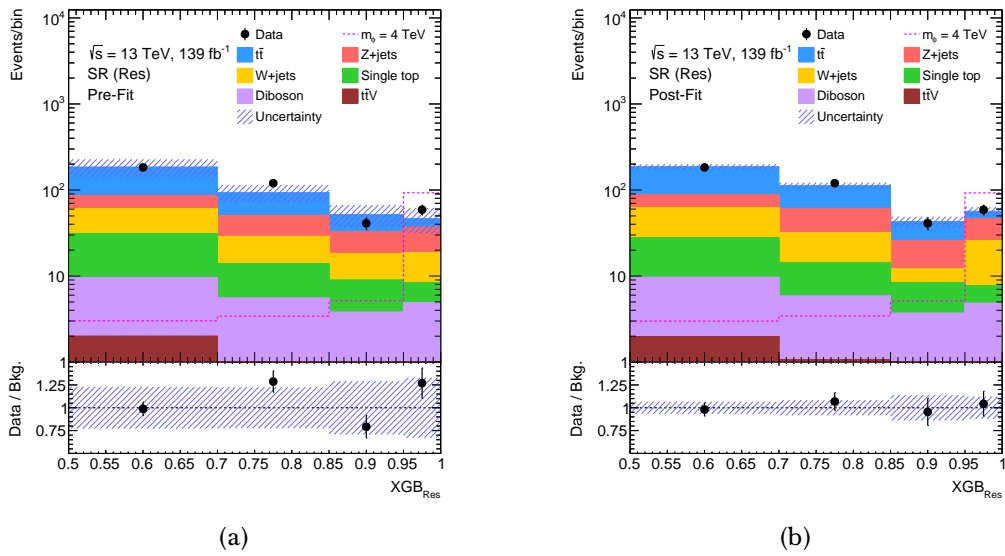 Events/bin
10⁴
10³
10²
10
1
√s = 13 TeV, 139 fb⁻¹
SR (Res)
Pre-Fit
Data
m_ϕ = 4 TeV
tt̄
Z+jets
W+jets
Single top
Diboson
tt̄V
Uncertainty
Data / Bkg.
1.25
1
0.75
0.5 0.55 0.6 0.65 0.7 0.75 0.8 0.85 0.9 0.95 1
XGB_Res
(a)
Events/bin
10⁴
10³
10²
10
1
√s = 13 TeV, 139 fb⁻¹
SR (Res)
Post-Fit
Data
m_ϕ = 4 TeV
tt̄
Z+jets
W+jets
Single top
Diboson
tt̄V
Uncertainty
Data / Bkg.
1.25
1
0.75
0.5 0.55 0.6 0.65 0.7 0.75 0.8 0.85 0.9 0.95 1
XGB_Res
(b)